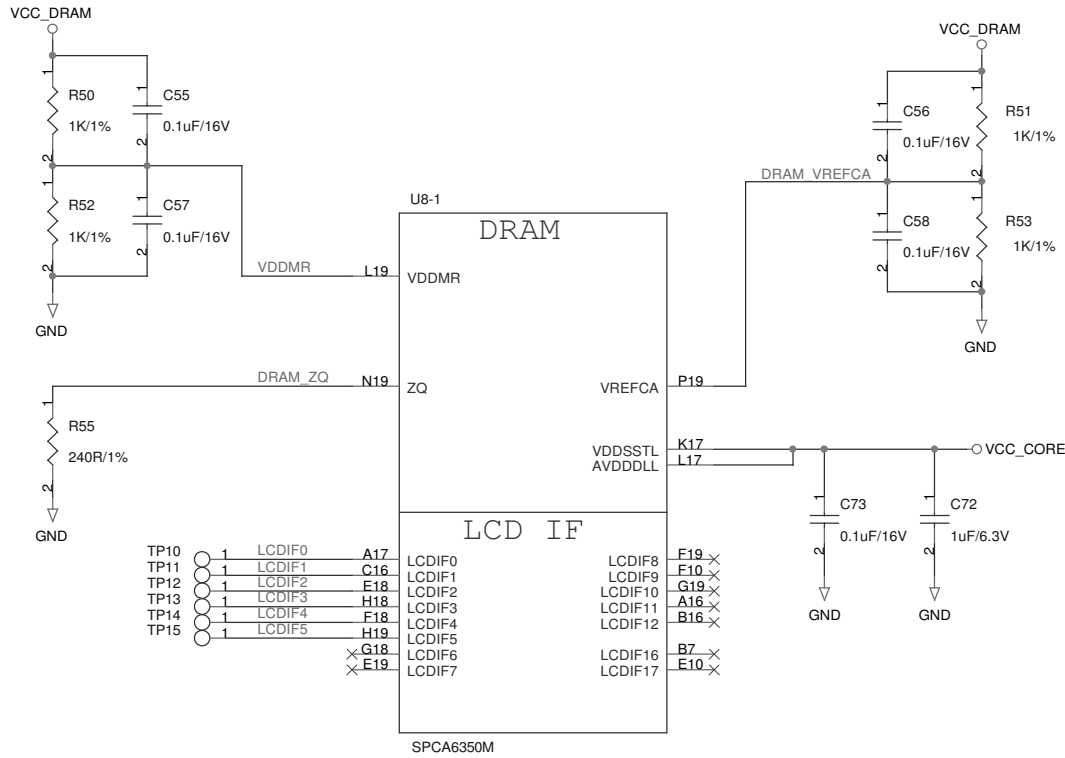 VCC_DRAM
1
R50
1K/1%
2
1
C55
0.1uF/16V
2
1
R52
1K/1%
2
1
C57
0.1uF/16V
2
GND
VDDMR
L19
DRAM_ZQ
N19
1
R55
240R/1%
2
GND
U8-1
DRAM
VDDMR
ZQ
VREFCA
VDDSSTL
AVDDDLL
P19
K17
L17
DRAM_VREFCA
VCC_DRAM
1
C56
0.1uF/16V
2
1
R51
1K/1%
2
1
C58
0.1uF/16V
2
1
R53
1K/1%
2
GND
VCC_CORE
1
C73
0.1uF/16V
2
GND
1
C72
1uF/6.3V
2
GND
LCD IF
TP10 1 LCDIF0 A17 LCDIF0
TP11 1 LCDIF1 C16 LCDIF1
TP12 1 LCDIF2 E18 LCDIF2
TP13 1 LCDIF3 H18 LCDIF3
TP14 1 LCDIF4 F18 LCDIF4
TP15 1 LCDIF5 H19 LCDIF5
G18 LCDIF6
E19 LCDIF7
LCDIF8 F19
LCDIF9 F10
LCDIF10 G19
LCDIF11 A16
LCDIF12 B16
LCDIF16 B7
LCDIF17 E10
SPCA6350M